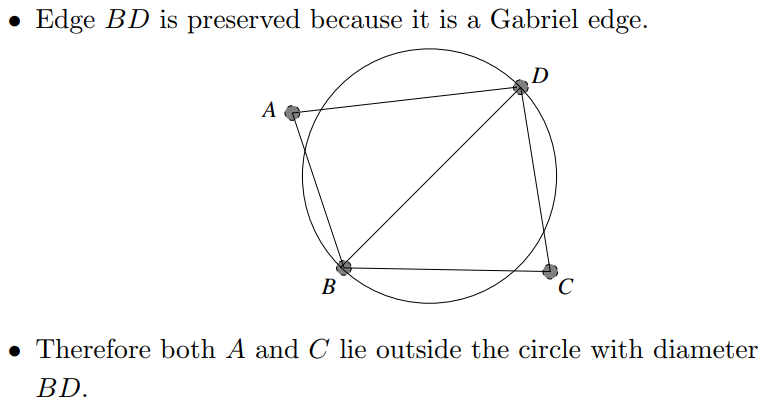 • Edge BD is preserved because it is a Gabriel edge.
D
A
B
C
• Therefore both A and C lie outside the circle with diameter
BD.